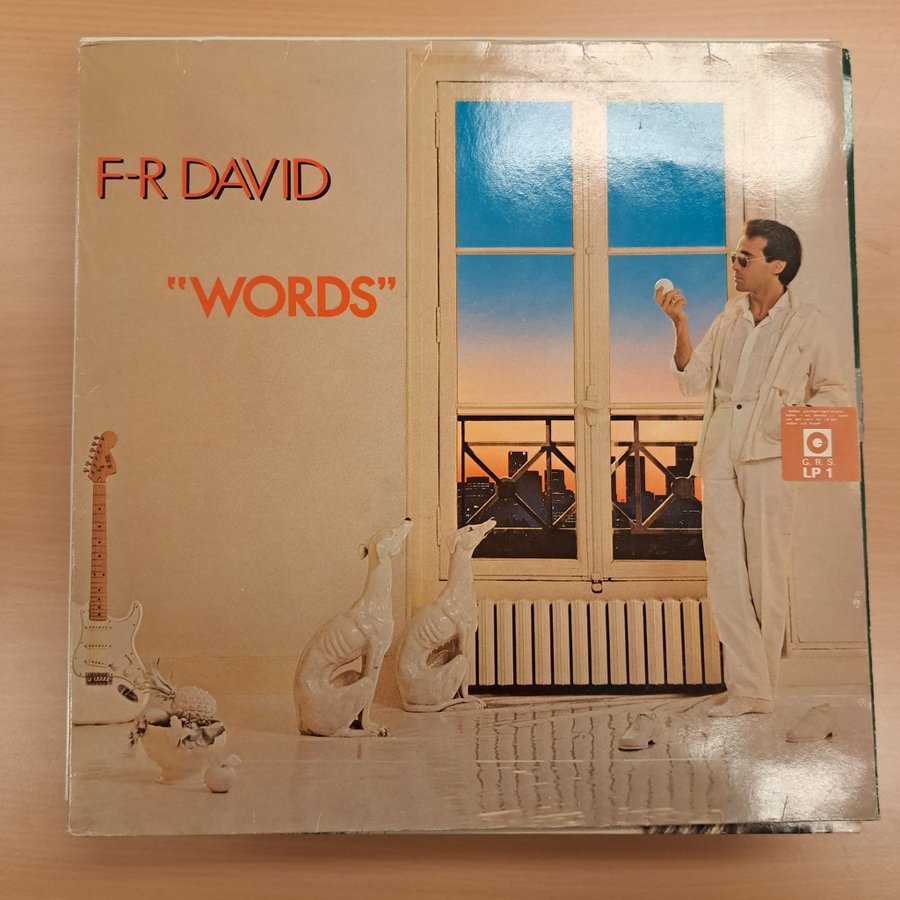 F-R DAVID
"WORDS"
G. R. S.
LP 1